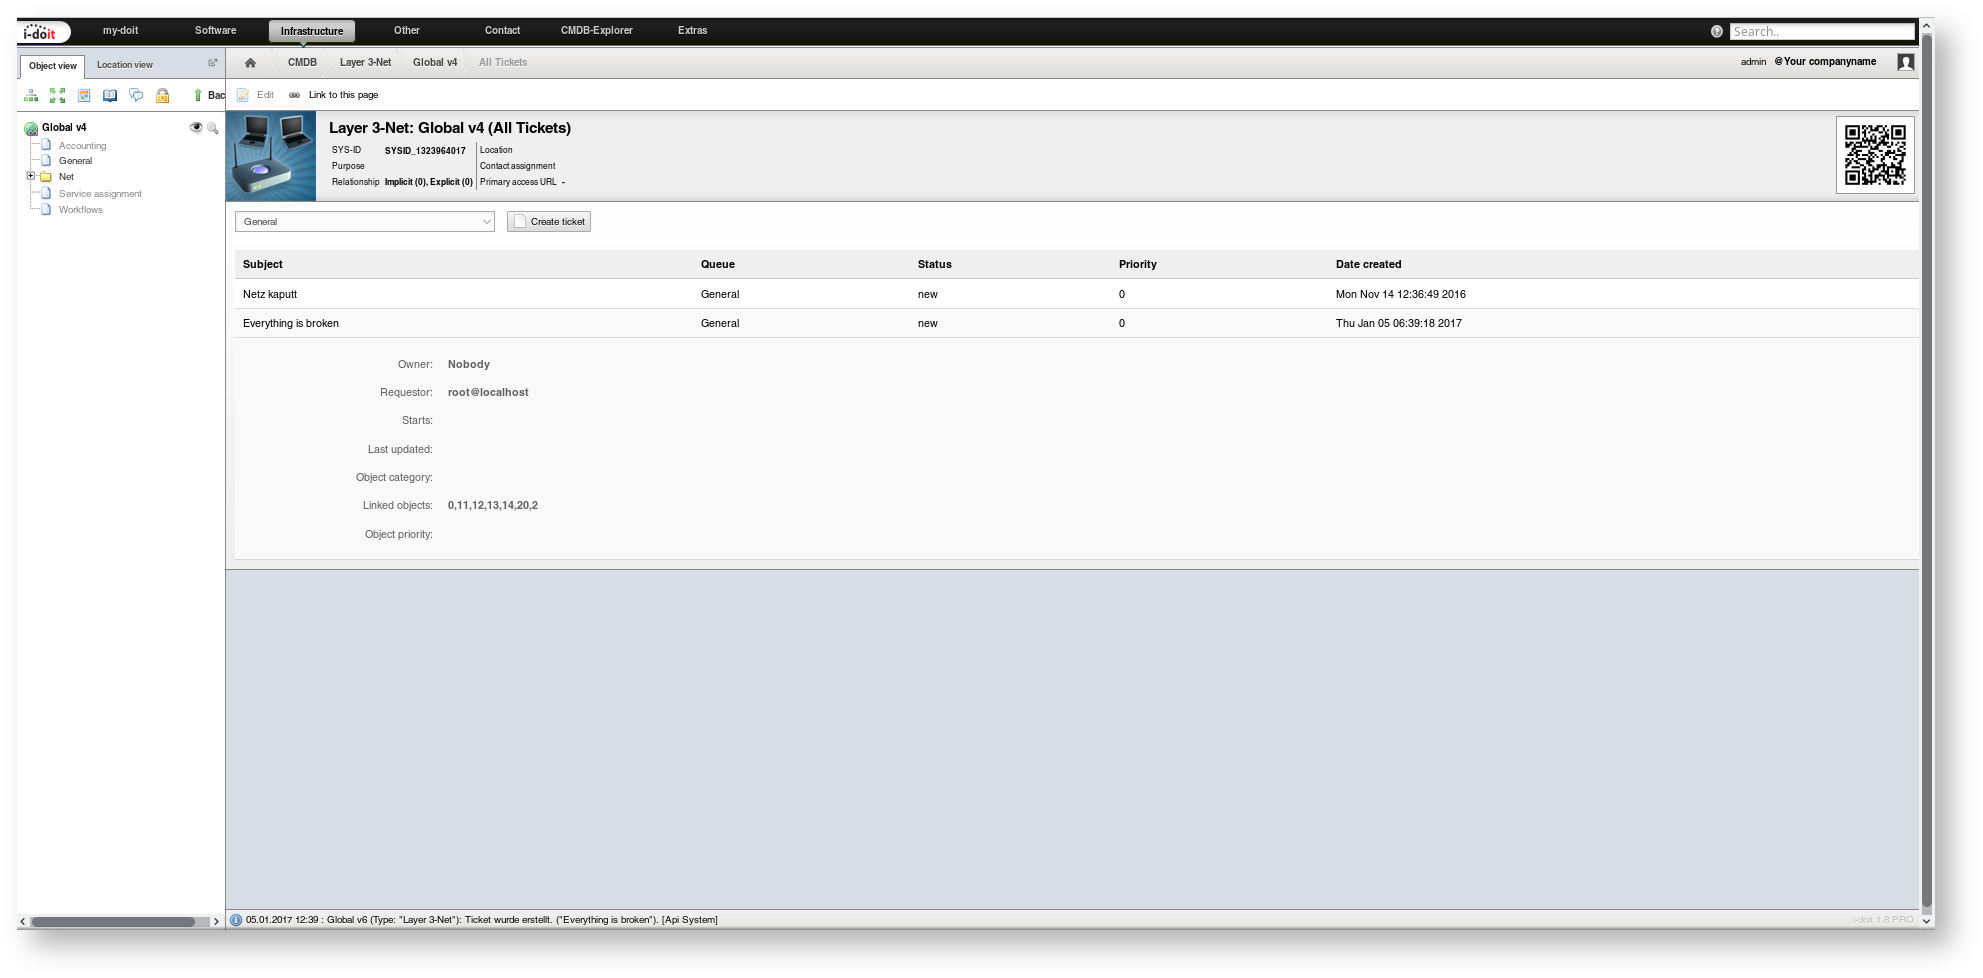 i-doit my-doit Software Infrastructure Other Contact CMDB-Explorer Extras Search..
Object view Location view
CMDB Layer 3-Net Global v4 All Tickets admin @Your companyname
Bac
Edit Link to this page
Global v4
Accounting
General
Net
Service assignment
Workflows
Layer 3-Net: Global v4 (All Tickets)
SYS-ID SYSID_1323964017 Location
Purpose Contact assignment
Relationship Implicit (0), Explicit (0) Primary access URL -
General Create ticket
Subject Queue Status Priority Date created
Netz kaputt General new 0 Mon Nov 14 12:36:49 2016
Everything is broken General new 0 Thu Jan 05 06:39:18 2017
Owner: Nobody
Requestor: root@localhost
Starts:
Last updated:
Object category:
Linked objects: 0,11,12,13,14,20,2
Object priority:
05.01.2017 12:39 : Global v6 (Type: "Layer 3-Net"): Ticket wurde erstellt. ("Everything is broken"). [Api System] i-doit 1.8 PRO